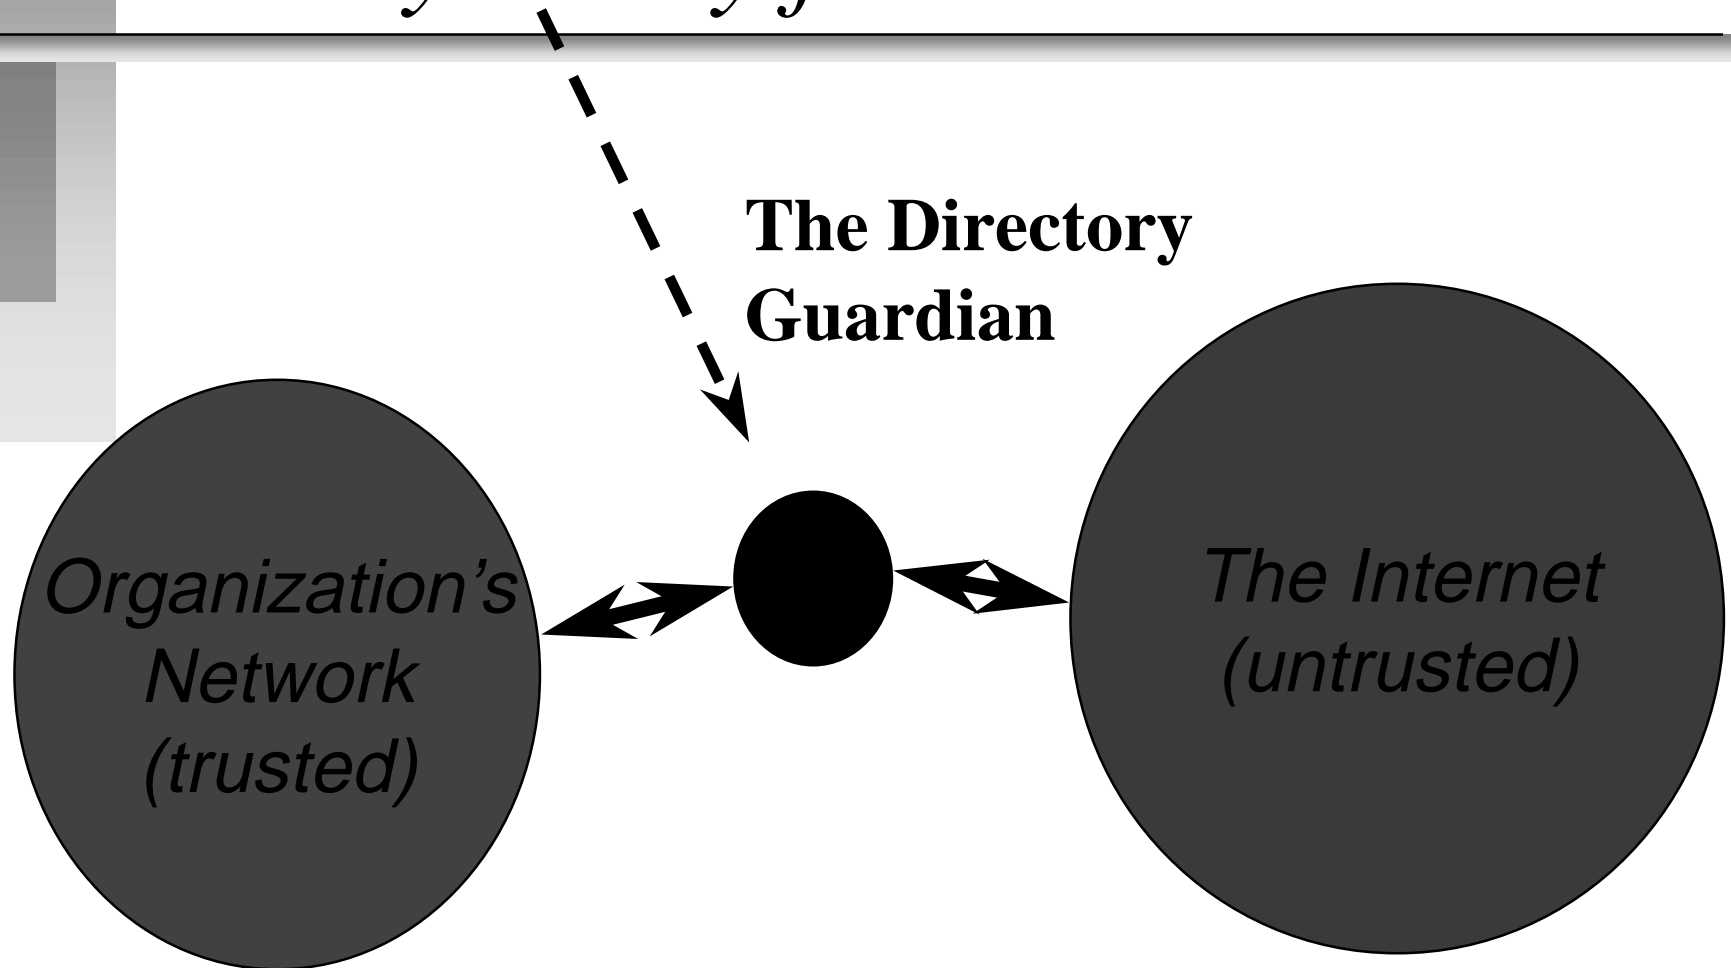 The Directory
Guardian
Organization’s
Network
(trusted)
The Internet
(untrusted)